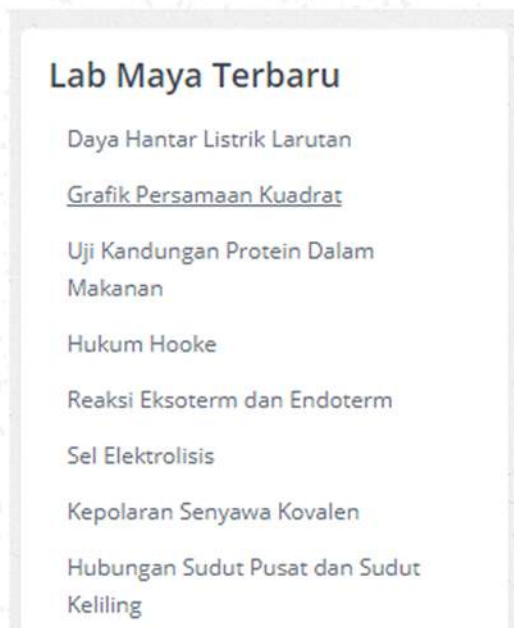 Lab Maya Terbaru
Daya Hantar Listrik Larutan
Grafik Persamaan Kuadrat
Uji Kandungan Protein Dalam
Makanan
Hukum Hooke
Reaksi Eksoterm dan Endoterm
Sel Elektrolisis
Kepolaran Senyawa Kovalen
Hubungan Sudut Pusat dan Sudut
Keliling